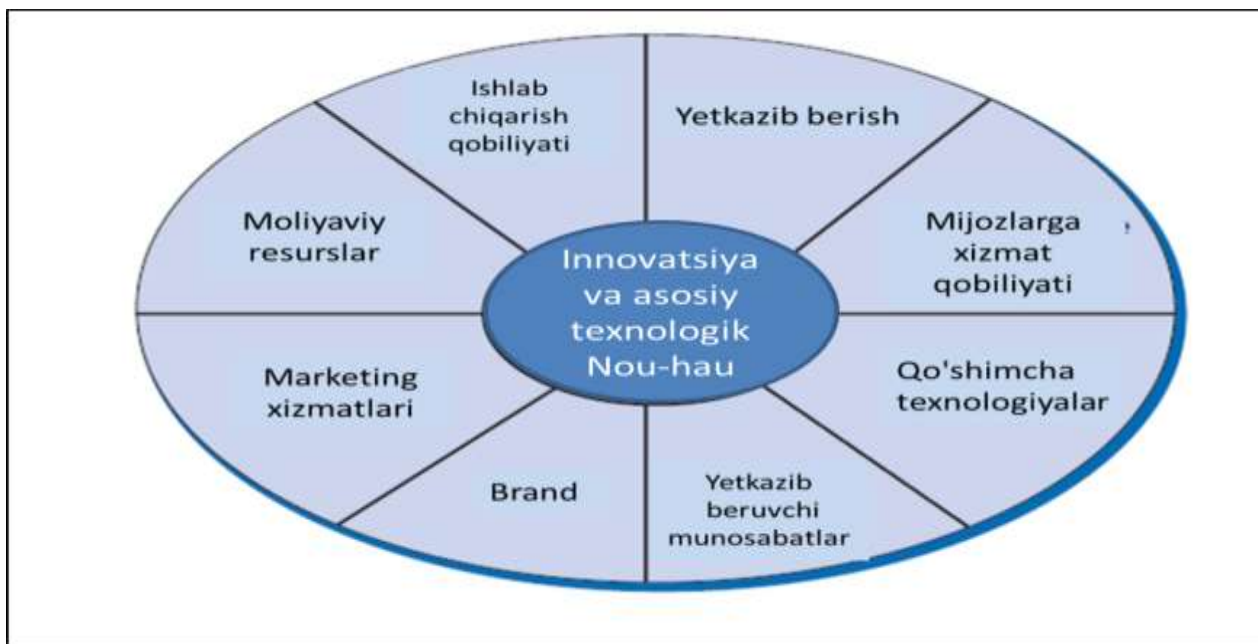 Ishlab
chiqarish
qobiliyati
Yetkazib berish
Moliyaviy
resurslar
Mijozlarga
xizmat
qobiliyati
Innovatsiya
va asosiy
texnologik
Nou-hau
Marketing
xizmatlari
Qo'shimcha
texnologiyalar
Brand
Yetkazib
beruvchi
munosabatlar